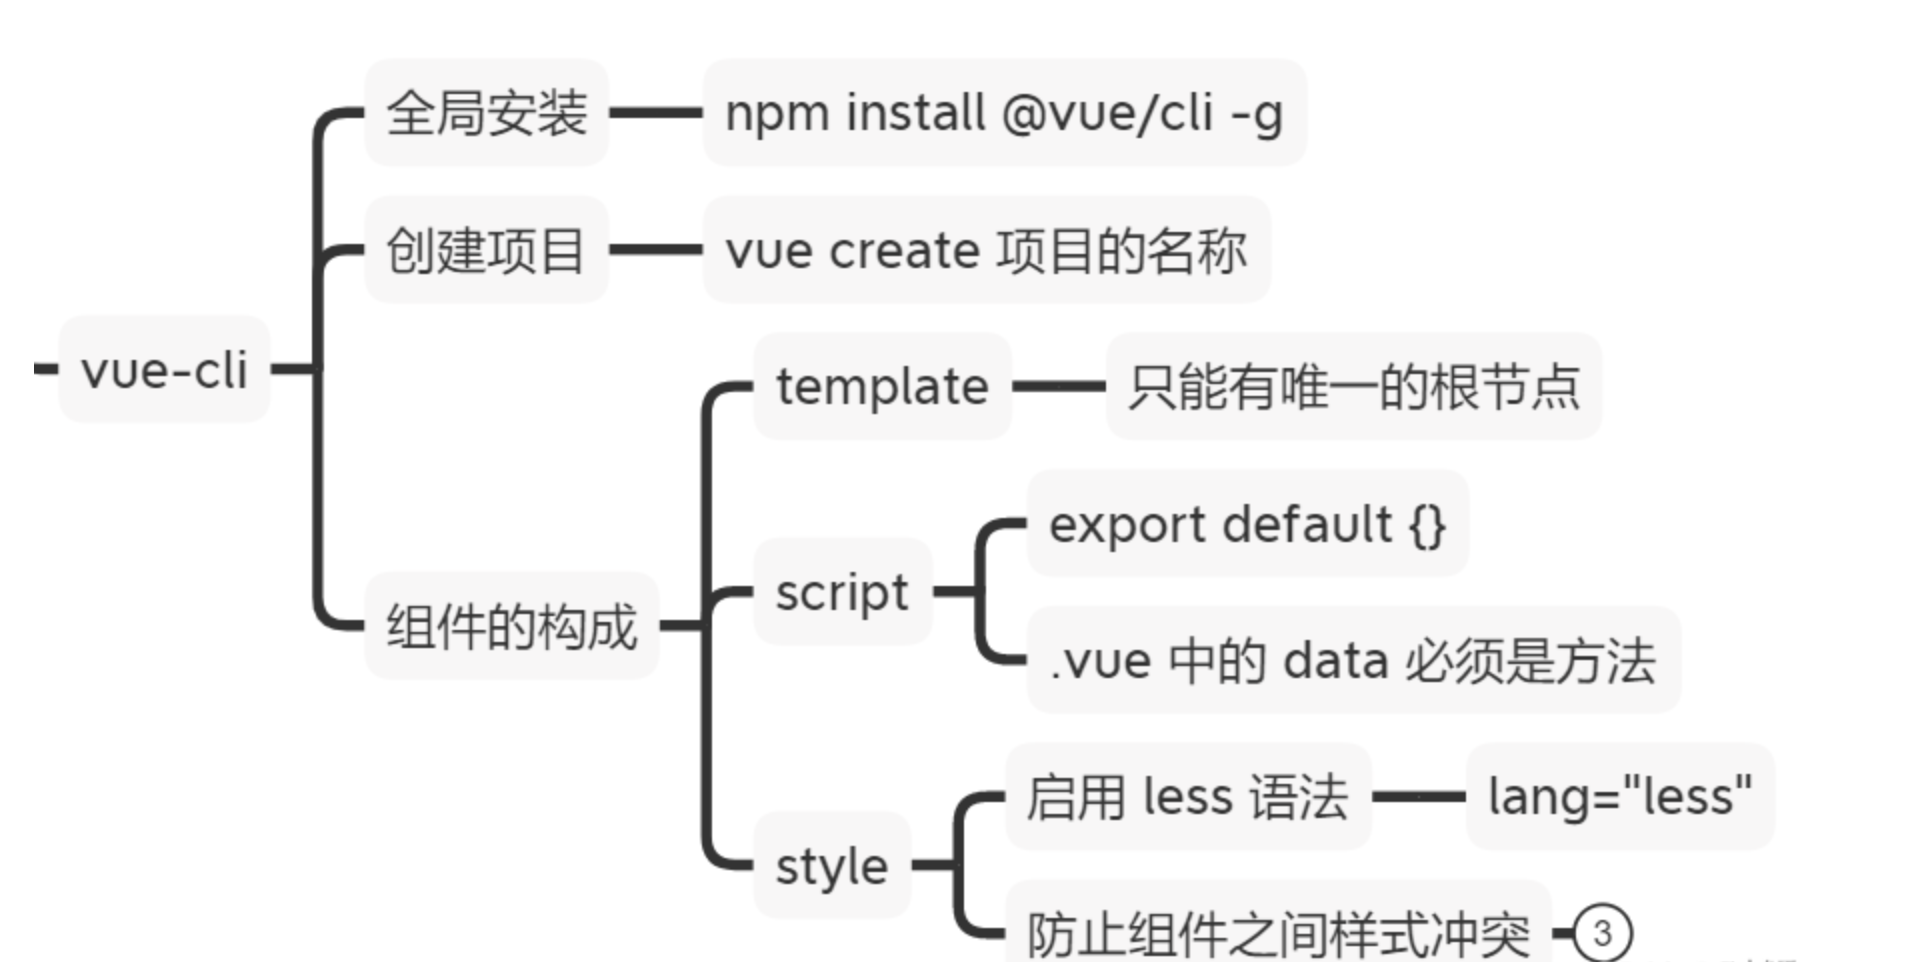 全局安装
npm install @vue/cli -g
创建项目
vue create 项目的名称
vue-cli
template
只能有唯一的根节点
export default {}
script
组件的构成
.vue 中的 data 必须是方法
启用 less 语法
lang="less"
style
防止组件之间样式冲突
3